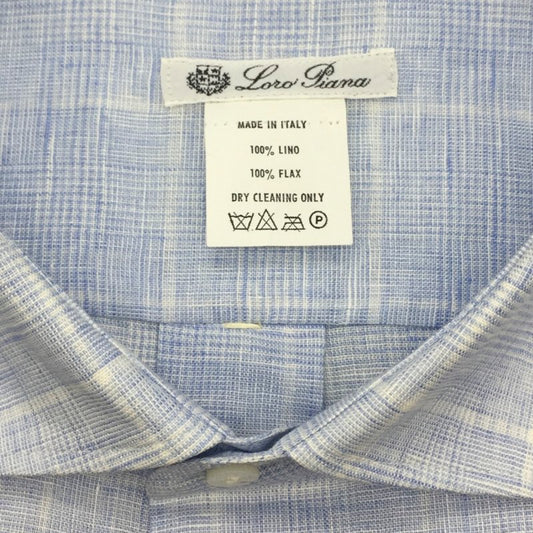 Loro Piana
MADE IN ITALY
100% LINO
100% FLAX
DRY CLEANING ONLY
P